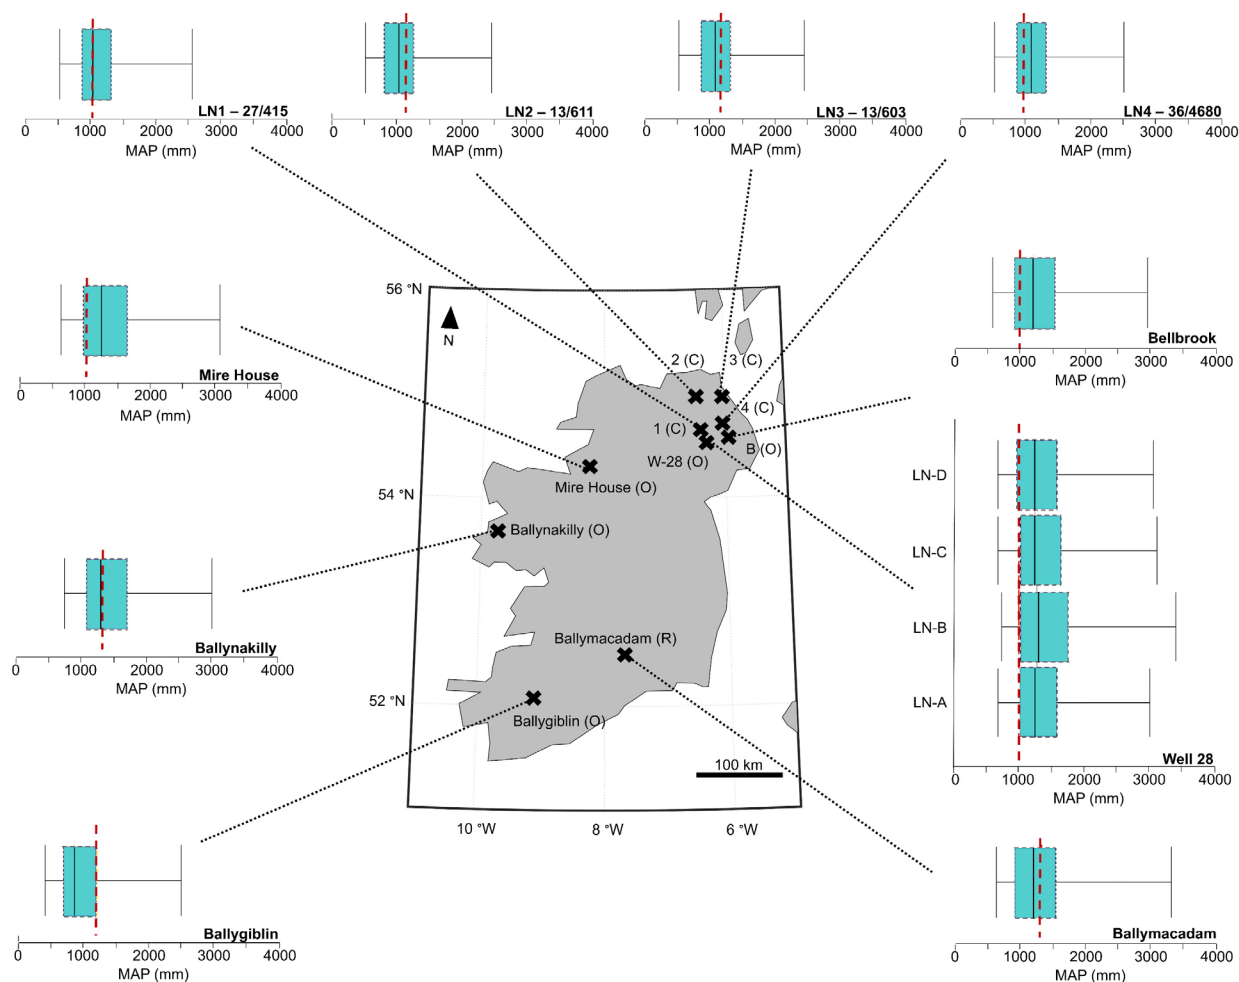 LN1 – 27/415
0 1000 2000 3000 4000
MAP (mm)
LN2 – 13/611
0 1000 2000 3000 4000
MAP (mm)
LN3 – 13/603
0 1000 2000 3000 4000
MAP (mm)
LN4 – 36/4680
0 1000 2000 3000 4000
MAP (mm)
Mire House
0 1000 2000 3000 4000
MAP (mm)
Bellbrook
0 1000 2000 3000 4000
MAP (mm)
56 °N
N
2 (C) 3 (C)
4 (C)
1 (C)
B (O)
W-28 (O)
Mire House (O)
54 °N
Ballynakilly (O)
Ballymacadam (R)
52 °N
Ballygiblin (O)
100 km
10 °W 8 °W 6 °W
LN-D
LN-C
LN-B
LN-A
Well 28
0 1000 2000 3000 4000
MAP (mm)
Ballynakilly
0 1000 2000 3000 4000
MAP (mm)
Ballygiblin
0 1000 2000 3000 4000
MAP (mm)
Ballymacadam
0 1000 2000 3000 4000
MAP (mm)